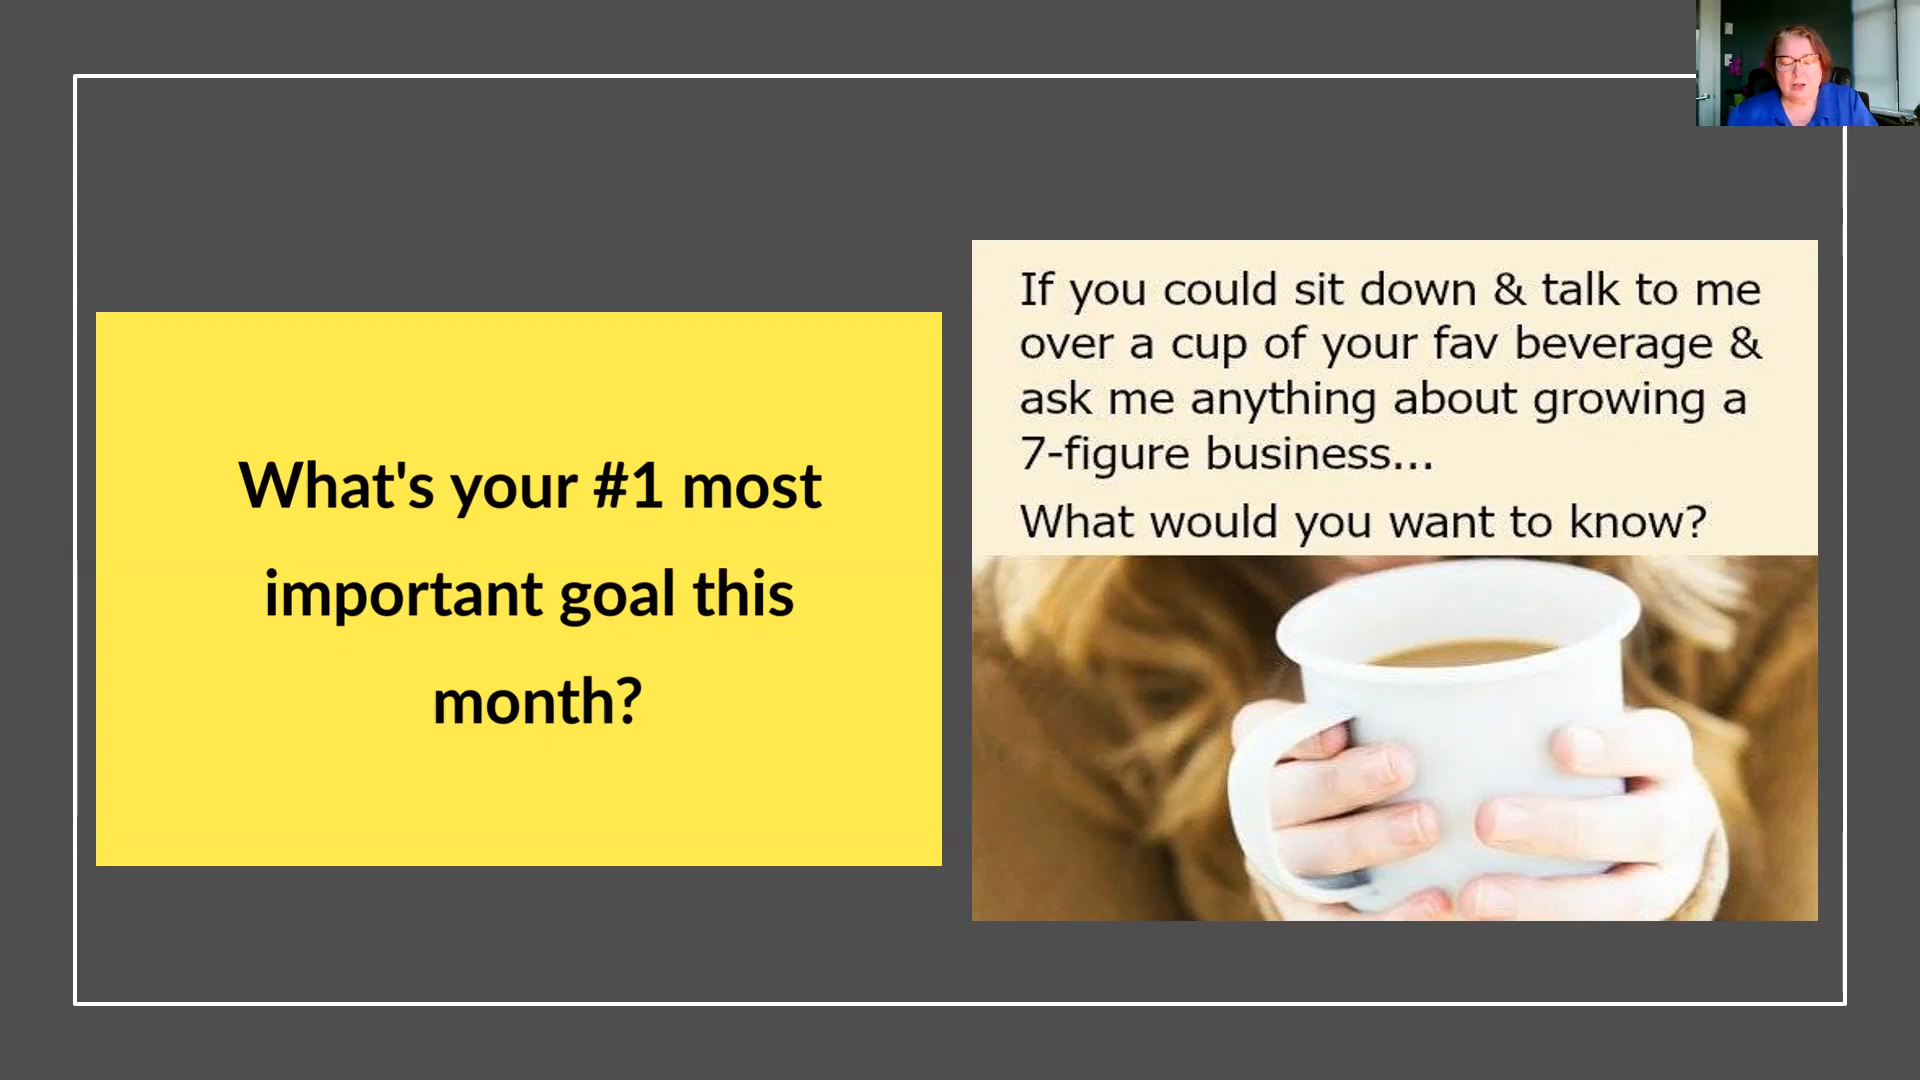 What's your #1 most
important goal this
month?
If you could sit down & talk to me
over a cup of your fav beverage &
ask me anything about growing a
7-figure business...
What would you want to know?